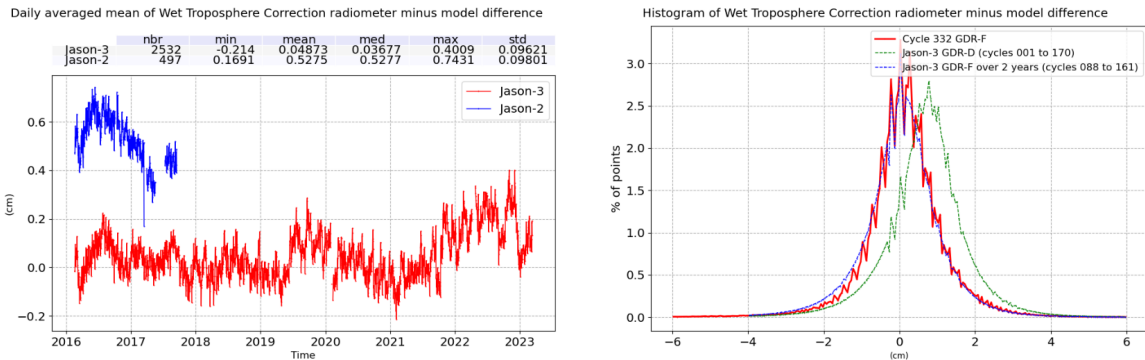 Daily averaged mean of Wet Troposphere Correction radiometer minus model difference
nbr min mean med max std
Jason-3 2532 -0.214 0.04873 0.03677 0.4009 0.09621
Jason-2 497 0.1691 0.5275 0.5277 0.7431 0.09801
Jason-3
Jason-2
0.6
0.4
0.2
0.0
−0.2
(cm)
2016 2017 2018 2019 2020 2021 2022 2023
Time
Histogram of Wet Troposphere Correction radiometer minus model difference
Cycle 332 GDR-F
Jason-3 GDR-D (cycles 001 to 170)
Jason-3 GDR-F over 2 years (cycles 088 to 161)
3.0
2.5
2.0
1.5
1.0
0.5
0.0
% of points
−6 −4 −2 0 2 4 6
(cm)